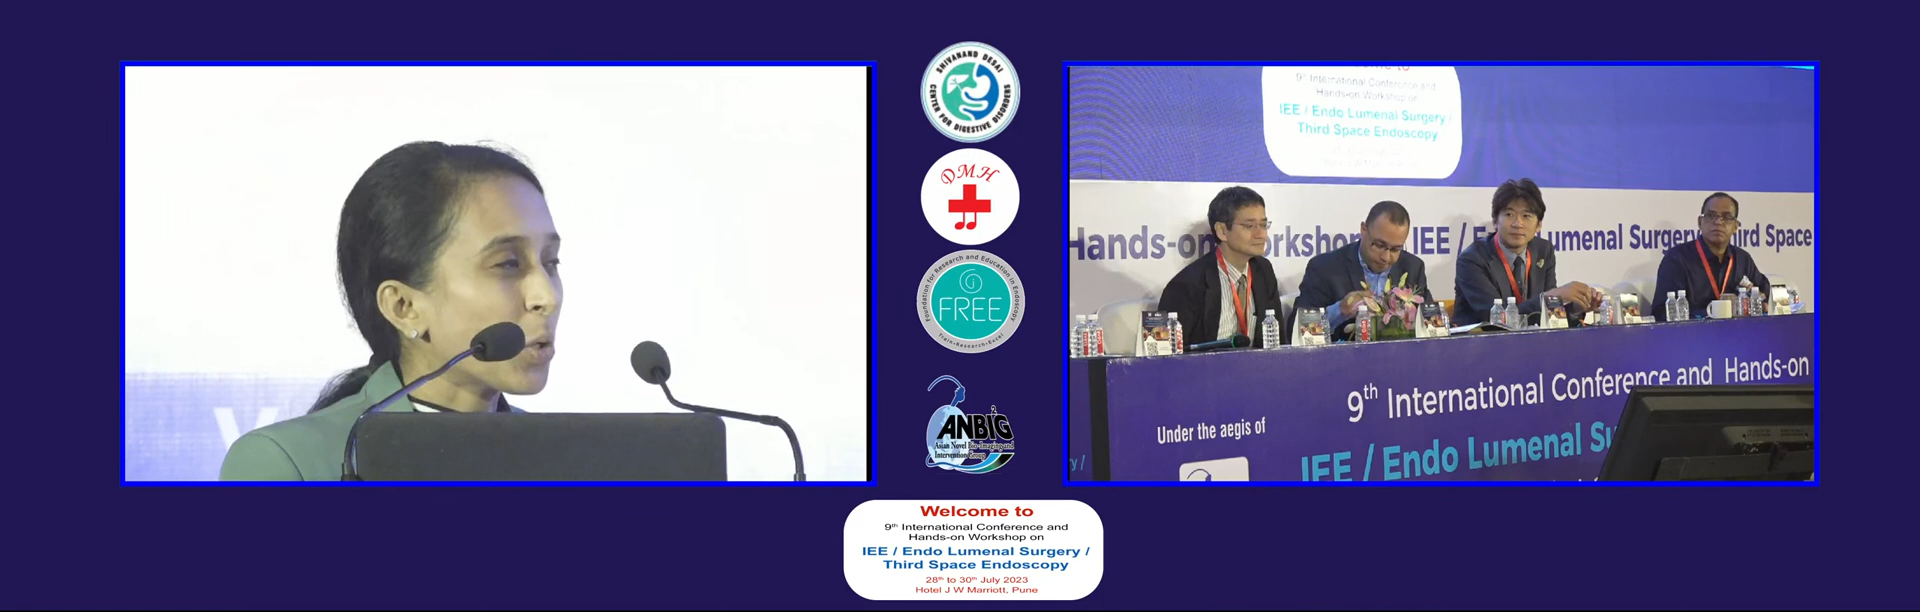 SHIVANAND DESAI
CENTER FOR DIGESTIVE DISORDERS
DMH
Foundation for Research and Education in Endoscopy
FREE
Train-Research-Excel
ANBI2G
Asian Novel Bio-Imaging and
Intervention Group
9th International Conference and
Hands-on Workshop on
IEE / Endo Lumenal Surgery /
Third Space Endoscopy
Hands-on Workshop IEE / Endo Lumenal Surgery Third Space
9th International Conference and Hands-on
Under the aegis of
IEE / Endo Lumenal Su
Welcome to
9th International Conference and
Hands-on Workshop on
IEE / Endo Lumenal Surgery /
Third Space Endoscopy
28th to 30th July 2023
Hotel J W Marriott, Pune